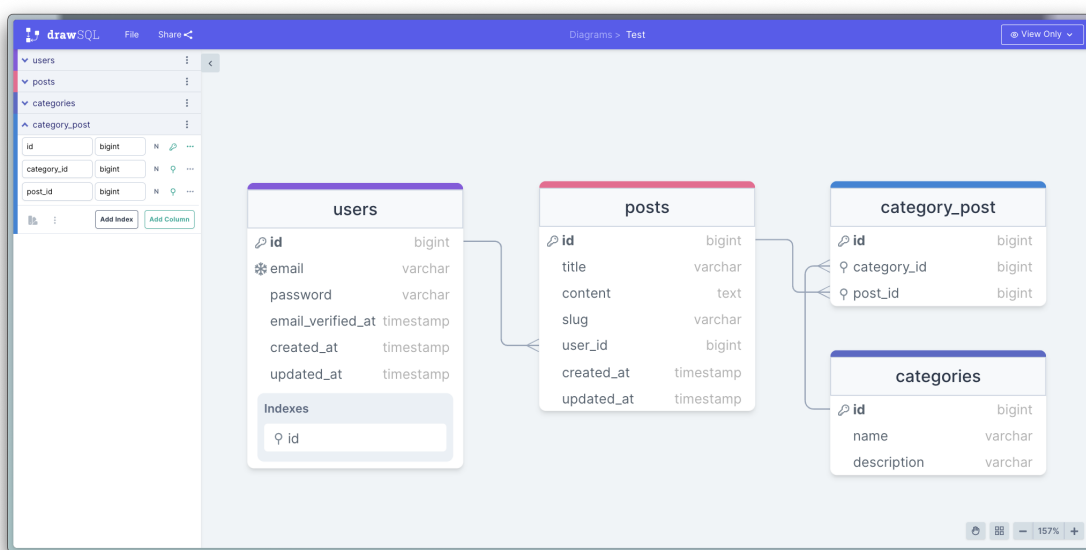 drawSQL File Share Diagrams > Test View Only
users
posts
categories
category_post
id bigint N
category_id bigint N
post_id bigint N
Add Index Add Column
users
id bigint
email varchar
password varchar
email_verified_at timestamp
created_at timestamp
updated_at timestamp
Indexes
id
posts
id bigint
title varchar
content text
slug varchar
user_id bigint
created_at timestamp
updated_at timestamp
category_post
id bigint
category_id bigint
post_id bigint
categories
id bigint
name varchar
description varchar
157%